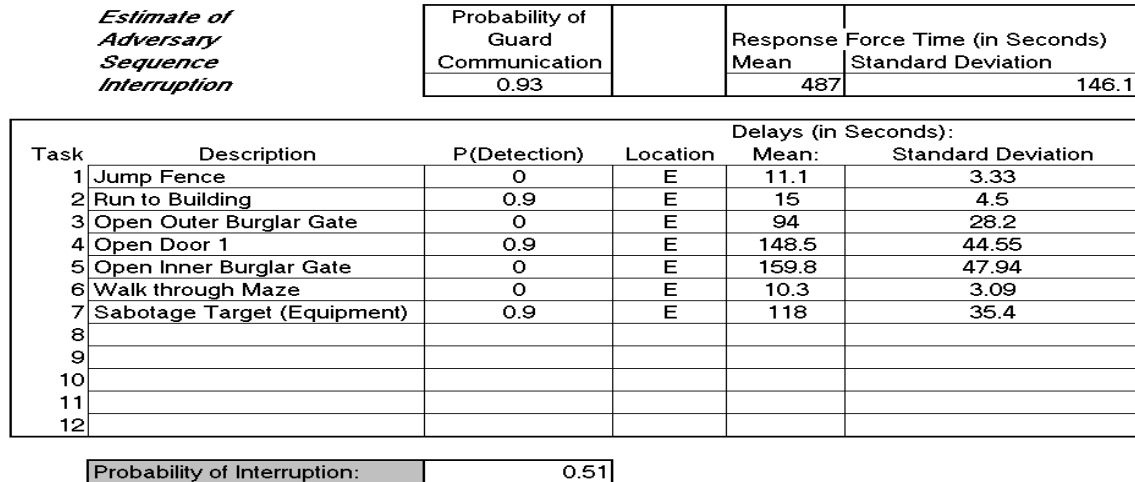 Estimate of Adversary Sequence Interruption
Probability of Guard Communication
0.93
Response Force Time (in Seconds)
Mean Standard Deviation
487 146.1
Delays (in Seconds):
Task Description P(Detection) Location Mean: Standard Deviation
1 Jump Fence 0 E 11.1 3.33
2 Run to Building 0.9 E 15 4.5
3 Open Outer Burglar Gate 0 E 94 28.2
4 Open Door 1 0.9 E 148.5 44.55
5 Open Inner Burglar Gate 0 E 159.8 47.94
6 Walk through Maze 0 E 10.3 3.09
7 Sabotage Target (Equipment) 0.9 E 118 35.4
8
9
10
11
12
Probability of Interruption: 0.51